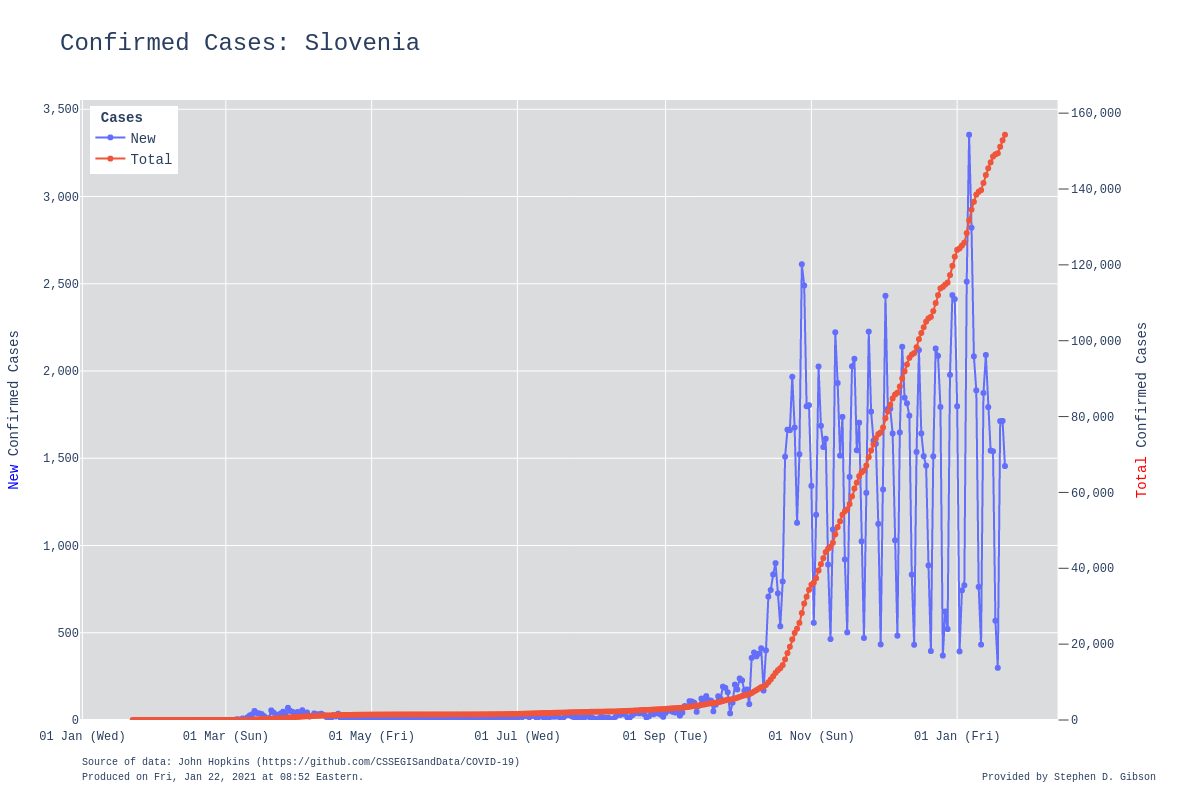 Confirmed Cases: Slovenia
Cases
New
Total
3,500
3,000
2,500
2,000
1,500
1,000
500
0
New Confirmed Cases
160,000
140,000
120,000
100,000
80,000
60,000
40,000
20,000
0
Total Confirmed Cases
01 Jan (Wed) 01 Mar (Sun) 01 May (Fri) 01 Jul (Wed) 01 Sep (Tue) 01 Nov (Sun) 01 Jan (Fri)
Source of data: John Hopkins (https://github.com/CSSEGISandData/COVID-19)
Produced on Fri, Jan 22, 2021 at 08:52 Eastern.
Provided by Stephen D. Gibson